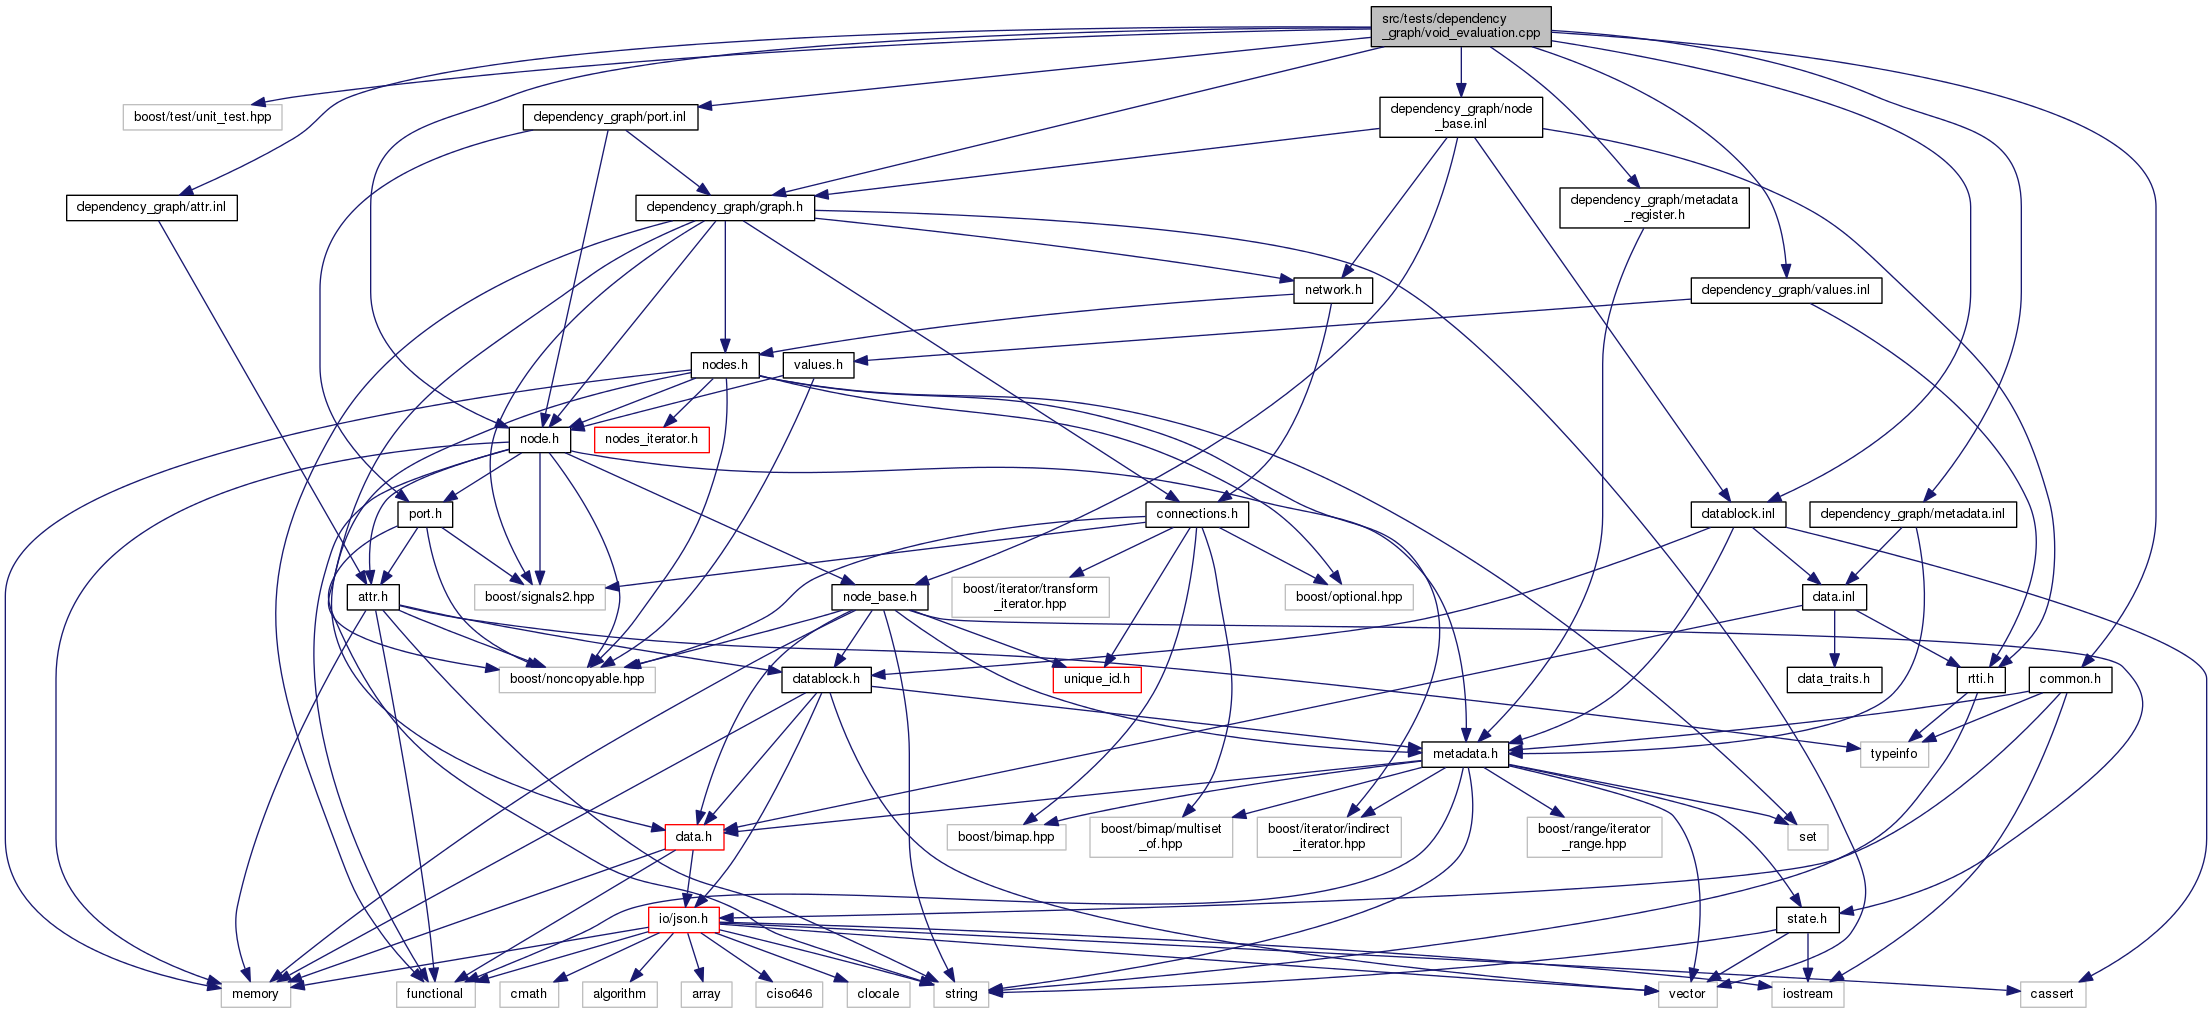 src/tests/dependency
_graph/void_evaluation.cpp
boost/test/unit_test.hpp
dependency_graph/port.inl
dependency_graph/node
_base.inl
dependency_graph/attr.inl
dependency_graph/graph.h
dependency_graph/metadata
_register.h
network.h
dependency_graph/values.inl
nodes.h
values.h
node.h
nodes_iterator.h
port.h
connections.h
datablock.inl
dependency_graph/metadata.inl
attr.h
boost/signals2.hpp
node_base.h
boost/iterator/transform
_iterator.hpp
boost/optional.hpp
data.inl
boost/noncopyable.hpp
datablock.h
unique_id.h
data_traits.h
rtti.h
common.h
metadata.h
typeinfo
data.h
boost/bimap.hpp
boost/bimap/multiset
_of.hpp
boost/iterator/indirect
_iterator.hpp
boost/range/iterator
_range.hpp
set
io/json.h
state.h
memory
functional
cmath
algorithm
array
ciso646
clocale
string
vector
iostream
cassert